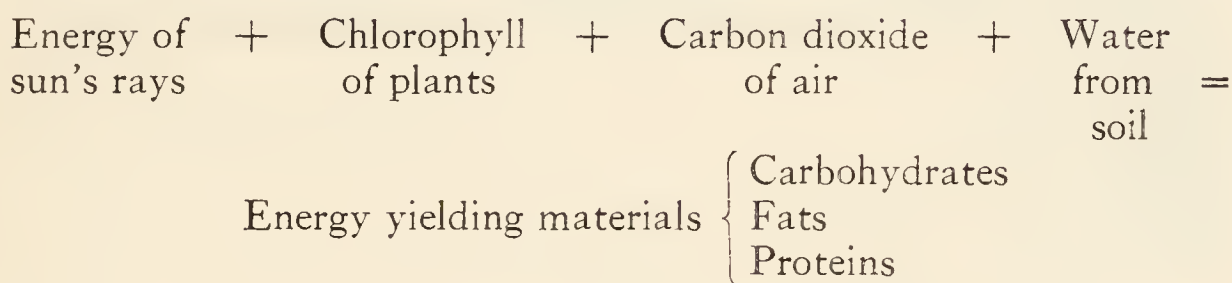 Energy of + Chlorophyll + Carbon dioxide + Water
sun's rays of plants of air from =
soil
Energy yielding materials { Carbohydrates
Fats
Proteins